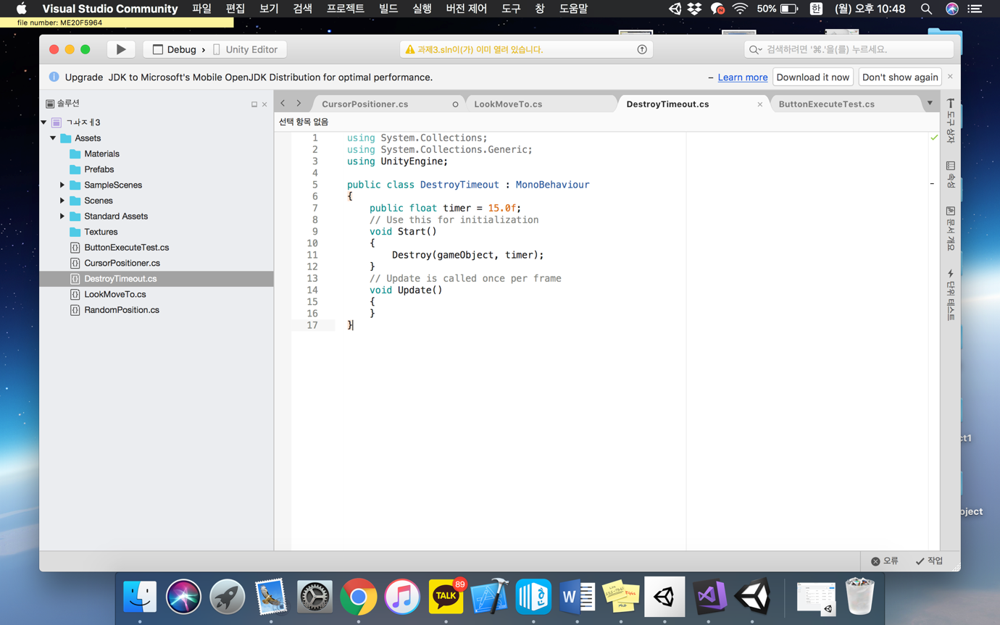 Visual Studio Community 파일 편집 보기 검색 프로젝트 빌드 실행 버전 제어 도구 창 도움말 50% 한 (월) 오후 10:48
file number: ME20F5964
Debug › Unity Editor
과제3.sln이(가) 이미 열려 있습니다.
검색하려면 '⌘.'을(를) 누르세요.
Upgrade JDK to Microsoft's Mobile OpenJDK Distribution for optimal performance.
– Learn more
Download it now
Don't show again
솔루션
ㄱㅘㅈㅔ3
Assets
Materials
Prefabs
SampleScenes
Scenes
Standard Assets
Textures
ButtonExecuteTest.cs
CursorPositioner.cs
DestroyTimeout.cs
LookMoveTo.cs
RandomPosition.cs
CursorPositioner.cs
LookMoveTo.cs
DestroyTimeout.cs
ButtonExecuteTest.cs
선택 항목 없음
1 using System.Collections;
2 using System.Collections.Generic;
3 using UnityEngine;
4
5 public class DestroyTimeout : MonoBehaviour
6 {
7 public float timer = 15.0f;
8 // Use this for initialization
9 void Start()
10 {
11 Destroy(gameObject, timer);
12 }
13 // Update is called once per frame
14 void Update()
15 {
16 }
17 }
도구 상자
속성
문서 개요
단위 테스트
오류
작업
ct1
oject
TALK
89